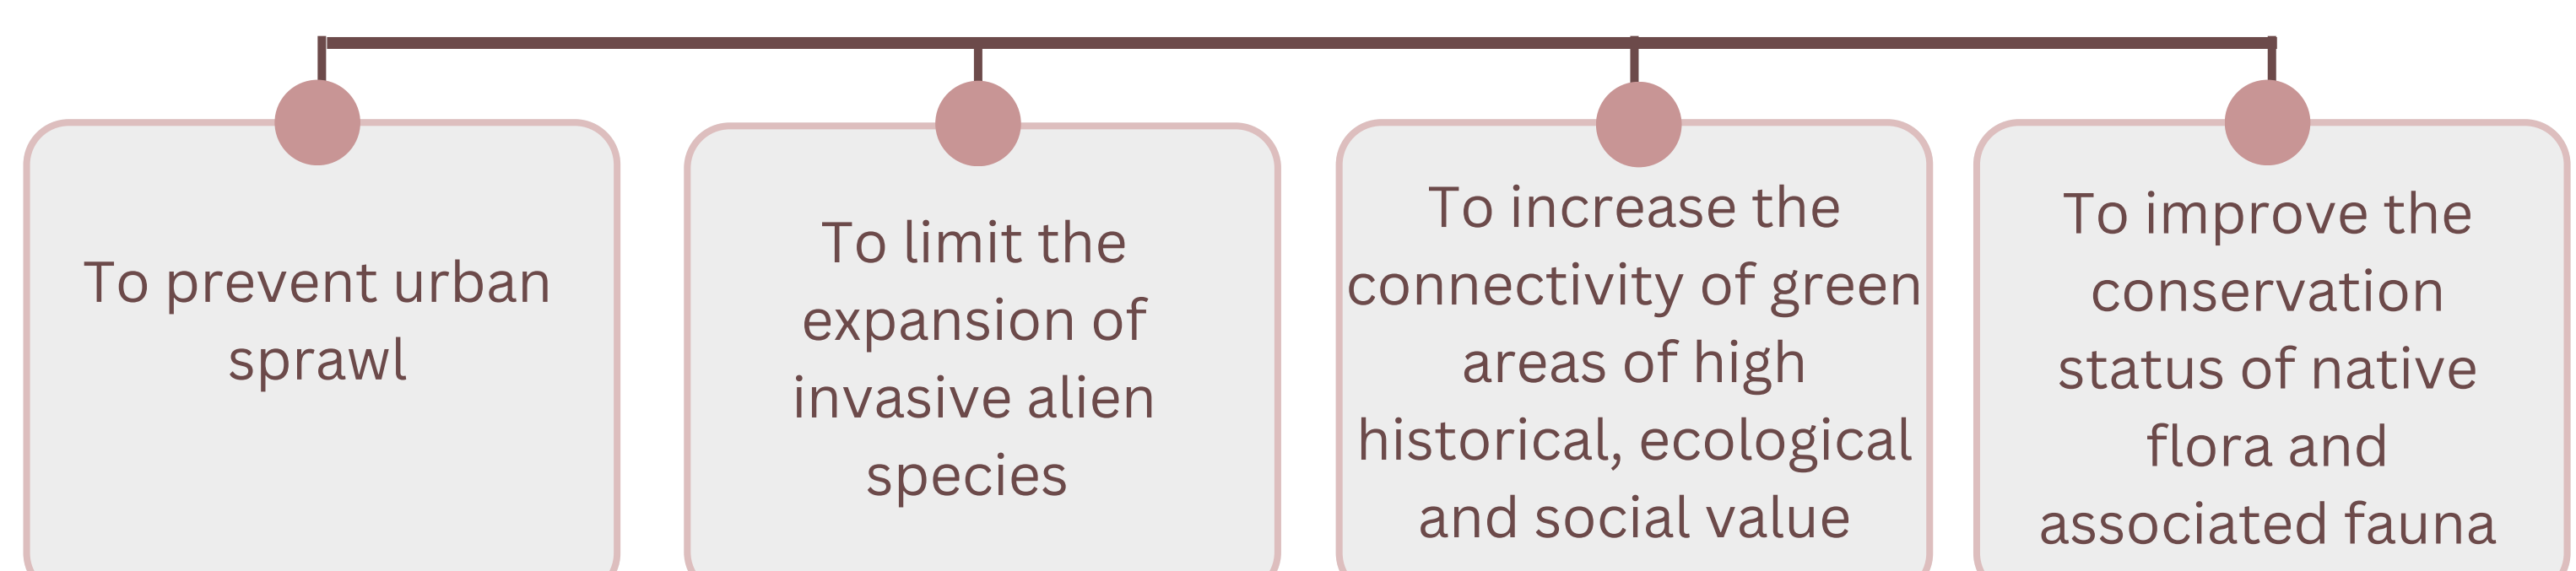 To prevent urban
sprawl
To limit the
expansion of
invasive alien
species
To increase the
connectivity of green
areas of high
historical, ecological
and social value
To improve the
conservation
status of native
flora and
associated fauna